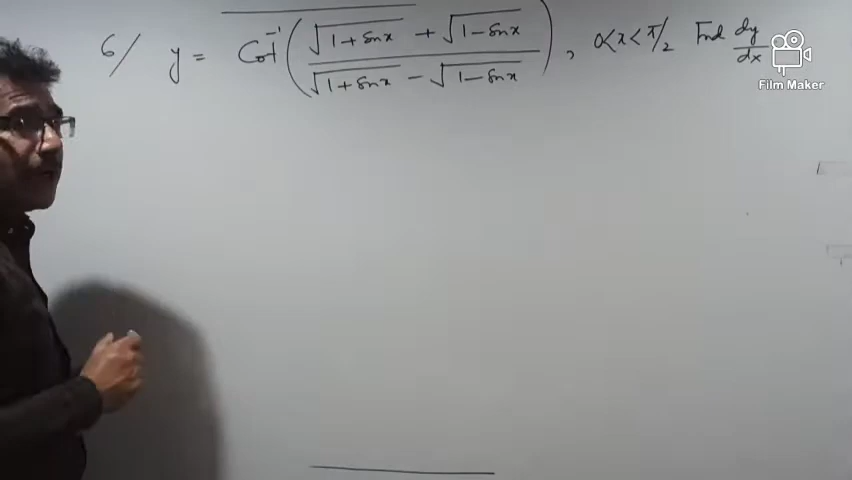 6/ y = Cot⁻¹ ( (√(1+Sinx) + √(1−Sinx)) / (√(1+Sinx) − √(1−Sinx)) ), 0<x<π/2 Find dy/dx
Film Maker